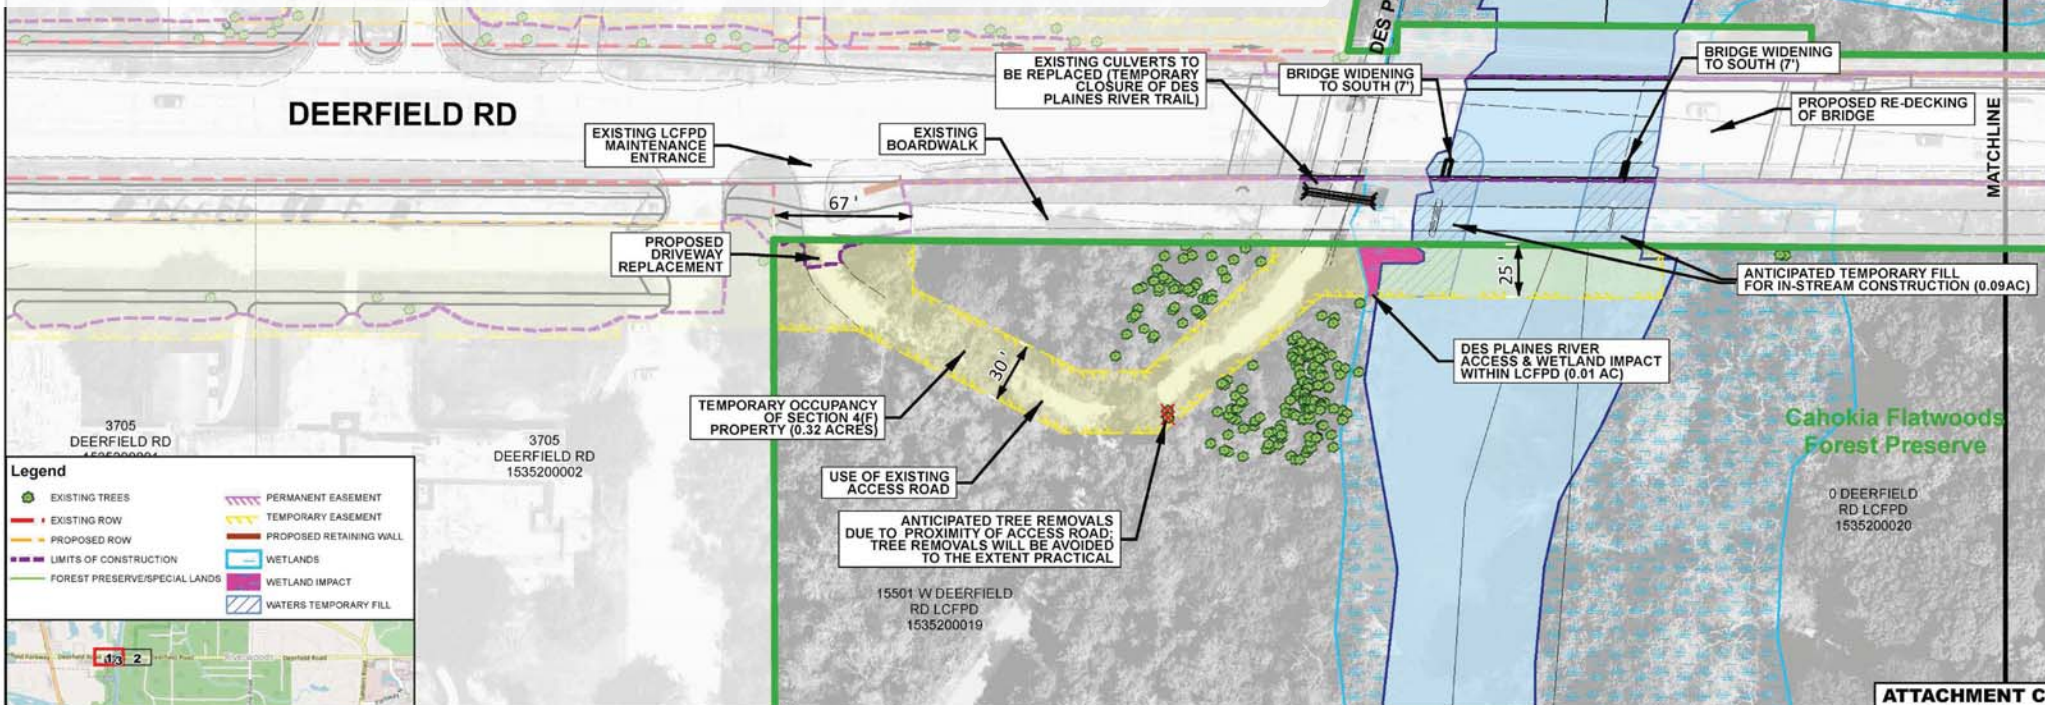 DES P
EXISTING CULVERTS TO
BE REPLACED (TEMPORARY
CLOSURE OF DES
PLAINES RIVER TRAIL)
BRIDGE WIDENING
TO SOUTH (7')
BRIDGE WIDENING
TO SOUTH (7')
PROPOSED RE-DECKING
OF BRIDGE
MATCHLINE
DEERFIELD RD
EXISTING LCFPD
MAINTENANCE
ENTRANCE
EXISTING
BOARDWALK
67 '
PROPOSED
DRIVEWAY
REPLACEMENT
25 '
ANTICIPATED TEMPORARY FILL
FOR IN-STREAM CONSTRUCTION (0.09AC)
DES PLAINES RIVER
ACCESS & WETLAND IMPACT
WITHIN LCFPD (0.01 AC)
30 '
TEMPORARY OCCUPANCY
OF SECTION 4(F)
PROPERTY (0.32 ACRES)
USE OF EXISTING
ACCESS ROAD
ANTICIPATED TREE REMOVALS
DUE TO PROXIMITY OF ACCESS ROAD;
TREE REMOVALS WILL BE AVOIDED
TO THE EXTENT PRACTICAL
Cahokia Flatwoods
Forest Preserve
0 DEERFIELD
RD LCFPD
1535200020
15501 W DEERFIELD
RD LCFPD
1535200019
3705
DEERFIELD RD
3705
DEERFIELD RD
1535200002
Legend
EXISTING TREES
EXISTING ROW
PROPOSED ROW
LIMITS OF CONSTRUCTION
FOREST PRESERVE/SPECIAL LANDS
PERMANENT EASEMENT
TEMPORARY EASEMENT
PROPOSED RETAINING WALL
WETLANDS
WETLAND IMPACT
WATERS TEMPORARY FILL
1
3
2
Deerfield Road
ATTACHMENT C